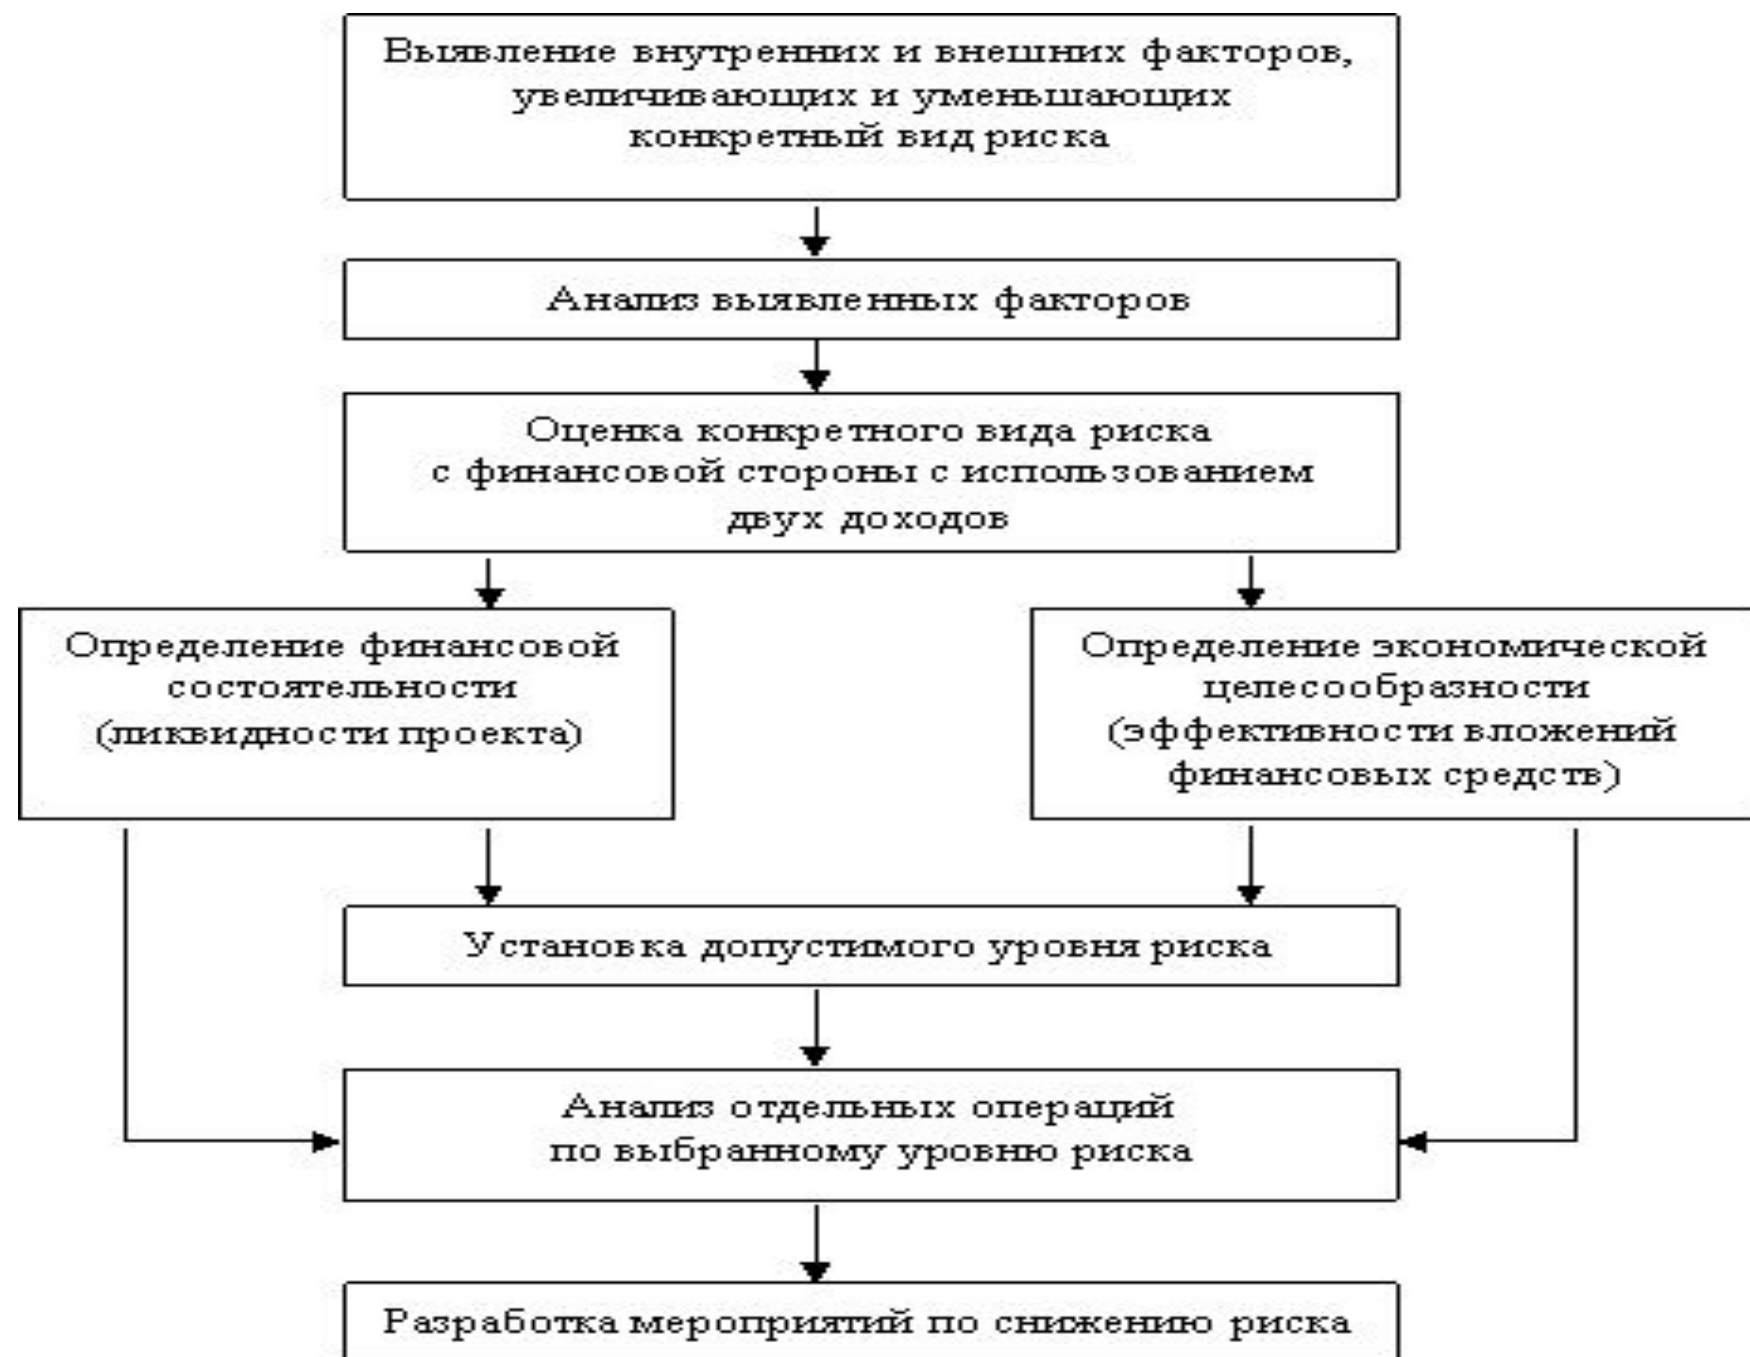 Выявление внутренних и внешних факторов,
увеличивающих и уменьшающих
конкретный вид риска
Анализ выявленных факторов
Оценка конкретного вида риска
с финансовой стороны с использованием
двух доходов
Определение финансовой
состоятельности
(ликвидности проекта)
Определение экономической
целесообразности
(эффективности вложений
финансовых средств)
Установка допустимого уровня риска
Анализ отдельных операций
по выбранному уровню риска
Разработка мероприятий по снижению риска